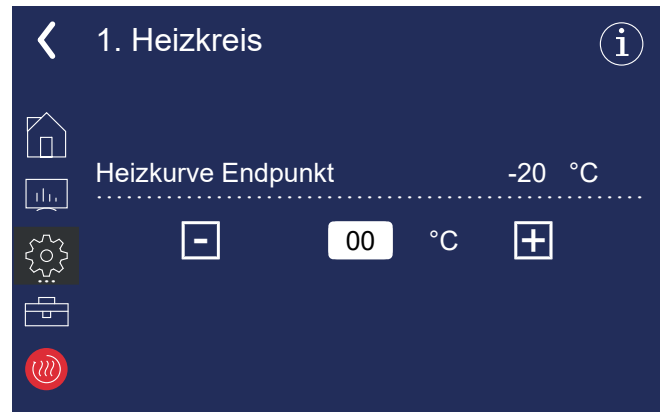 1. Heizkreis
i
Heizkurve Endpunkt -20 °C
- 00 °C +